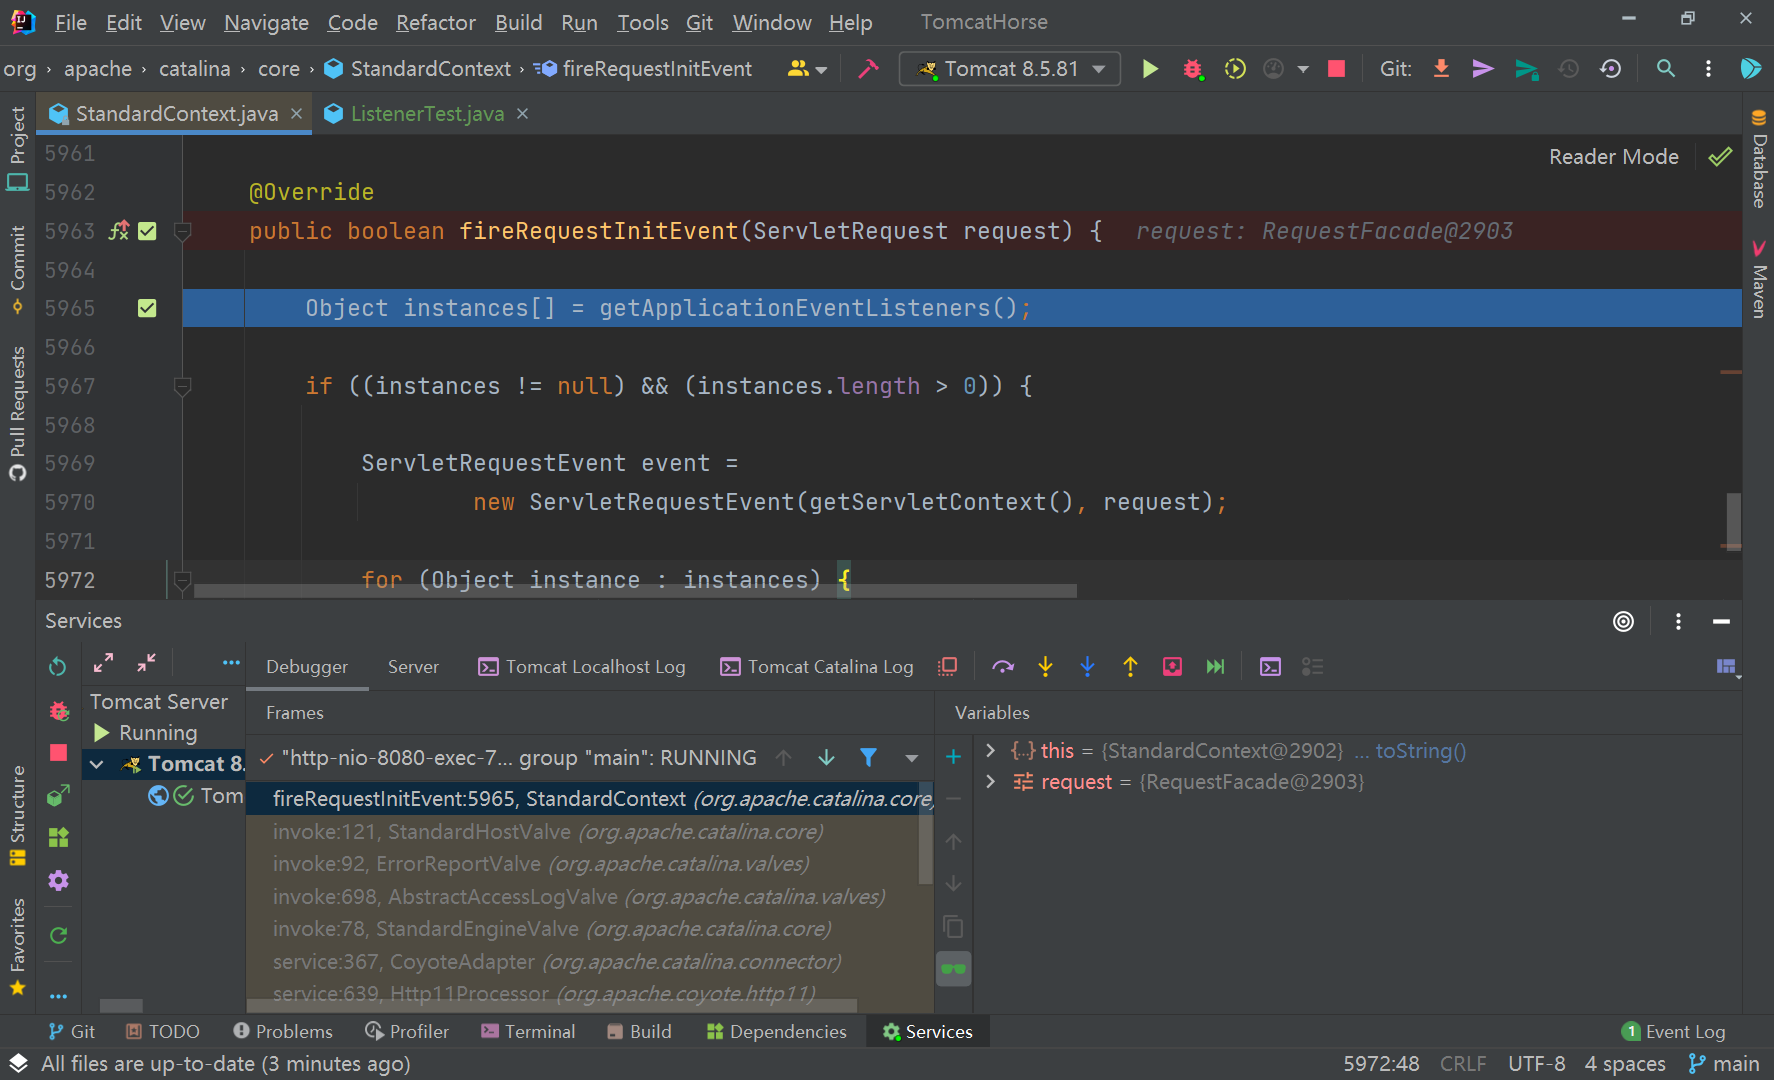 File Edit View Navigate Code Refactor Build Run Tools Git Window Help TomcatHorse
org › apache › catalina › core › StandardContext › fireRequestInitEvent Tomcat 8.5.81 Git:
StandardContext.java × ListenerTest.java ×
Reader Mode
5961
5962 @Override
5963 public boolean fireRequestInitEvent(ServletRequest request) { request: RequestFacade@2903
5964
5965 Object instances[] = getApplicationEventListeners();
5966
5967 if ((instances != null) && (instances.length > 0)) {
5968
5969 ServletRequestEvent event =
5970 new ServletRequestEvent(getServletContext(), request);
5971
5972 for (Object instance : instances) {
Project
Commit
Pull Requests
Structure
Favorites
Database
Maven
Services
Debugger Server Tomcat Localhost Log Tomcat Catalina Log
Tomcat Server
Running
Tomcat 8.
Tom
Frames
"http-nio-8080-exec-7... group "main": RUNNING
fireRequestInitEvent:5965, StandardContext (org.apache.catalina.core)
invoke:121, StandardHostValve (org.apache.catalina.core)
invoke:92, ErrorReportValve (org.apache.catalina.valves)
invoke:698, AbstractAccessLogValve (org.apache.catalina.valves)
invoke:78, StandardEngineValve (org.apache.catalina.core)
service:367, CoyoteAdapter (org.apache.catalina.connector)
service:639, Http11Processor (org.apache.coyote.http11)
Variables
this = {StandardContext@2902} ... toString()
request = {RequestFacade@2903}
Git TODO Problems Profiler Terminal Build Dependencies Services 1 Event Log
All files are up-to-date (3 minutes ago) 5972:48 CRLF UTF-8 4 spaces main